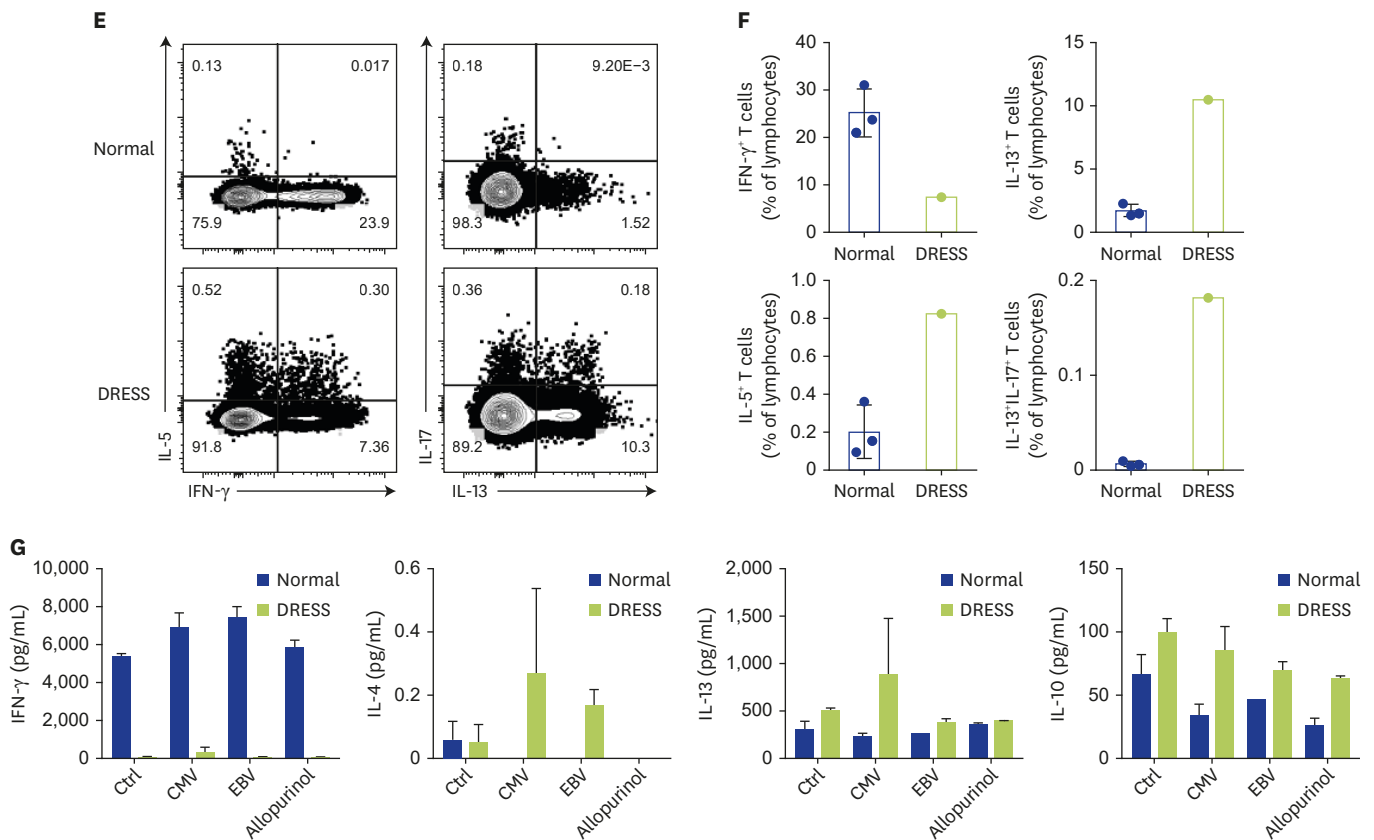 E
Normal
DRESS
0.13 0.017
75.9 23.9
0.52 0.30
91.8 7.36
IL-5
IFN-γ
0.18 9.20E−3
98.3 1.52
0.36 0.18
89.2 10.3
IL-17
IL-13
F
IFN-γ⁺ T cells
(% of lymphocytes)
40
30
20
10
0
Normal DRESS
IL-13⁺ T cells
(% of lymphocytes)
15
10
5
0
Normal DRESS
IL-5⁺ T cells
(% of lymphocytes)
1.0
0.8
0.6
0.4
0.2
0
Normal DRESS
IL-13⁺IL-17⁺ T cells
(% of lymphocytes)
0.2
0.1
0
Normal DRESS
G
IFN-γ (pg/mL)
10,000
8,000
6,000
4,000
2,000
0
Normal
DRESS
Ctrl CMV EBV Allopurinol
IL-4 (pg/mL)
0.6
0.4
0.2
0
Normal
DRESS
Ctrl CMV EBV Allopurinol
IL-13 (pg/mL)
2,000
1,500
1,000
500
0
Normal
DRESS
Ctrl CMV EBV Allopurinol
IL-10 (pg/mL)
150
100
50
0
Normal
DRESS
Ctrl CMV EBV Allopurinol